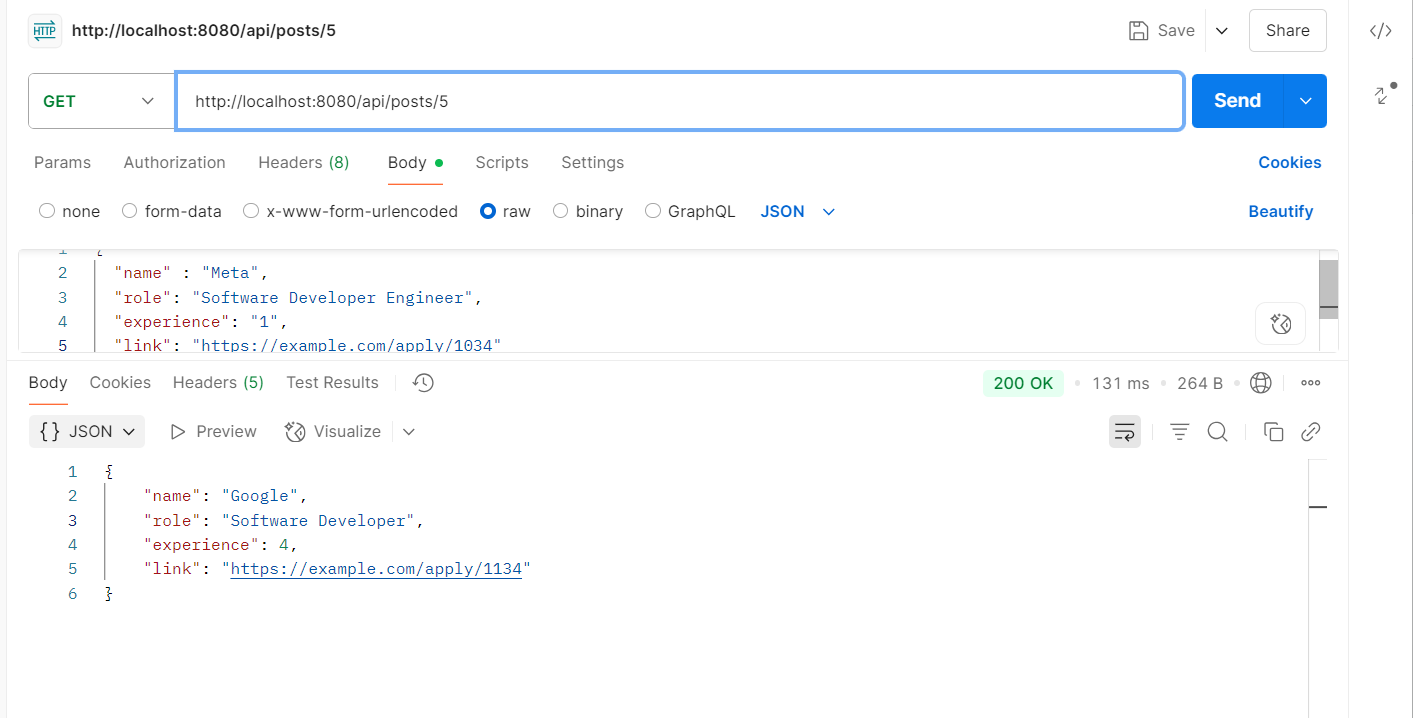 HTTP http://localhost:8080/api/posts/5 Save Share
GET http://localhost:8080/api/posts/5 Send
Params Authorization Headers (8) Body Scripts Settings Cookies
none form-data x-www-form-urlencoded raw binary GraphQL JSON Beautify
1 {
2 "name" : "Meta",
3 "role": "Software Developer Engineer",
4 "experience": "1",
5 "link": "https://example.com/apply/1034"
Body Cookies Headers (5) Test Results 200 OK 131 ms 264 B
{} JSON Preview Visualize
1 {
2 "name": "Google",
3 "role": "Software Developer",
4 "experience": 4,
5 "link": "https://example.com/apply/1134"
6 }